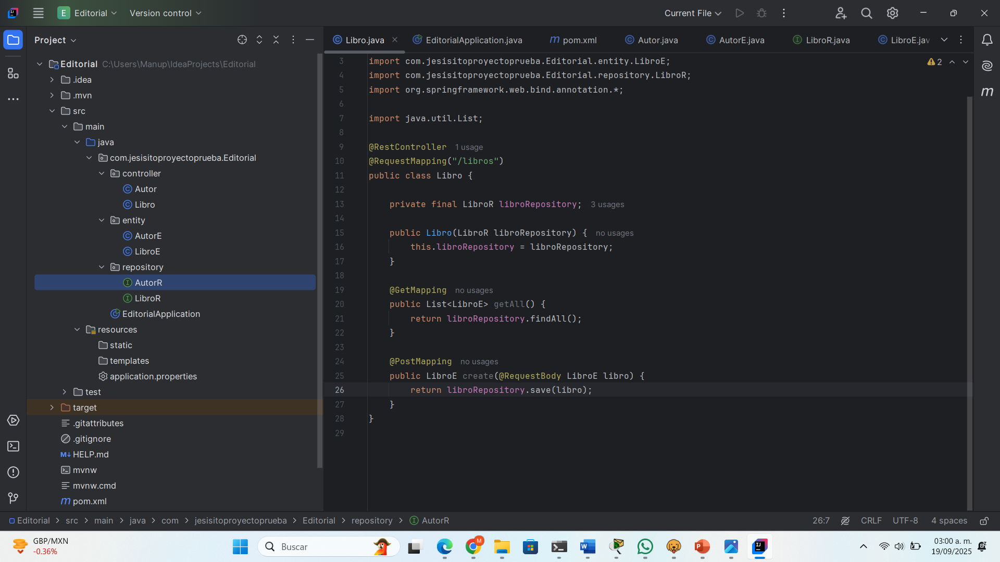 E Editorial Version control Current File
Project
Libro.java EditorialApplication.java m pom.xml Autor.java AutorE.java LibroR.java LibroE.jav
Editorial C:\Users\Manup\IdeaProjects\Editorial
.idea
.mvn
src
main
java
com.jesisitoproyectoprueba.Editorial
controller
Autor
Libro
entity
AutorE
LibroE
repository
AutorR
LibroR
EditorialApplication
resources
static
templates
application.properties
test
target
.gitattributes
.gitignore
M↓ HELP.md
mvnw
mvnw.cmd
m pom.xml
3 import com.jesisitoproyectoprueba.Editorial.entity.LibroE;
4 import com.jesisitoproyectoprueba.Editorial.repository.LibroR;
5 import org.springframework.web.bind.annotation.*;
6
7 import java.util.List;
8
9 @RestController 1 usage
10 @RequestMapping("/libros")
11 public class Libro {
12
13 private final LibroR libroRepository; 3 usages
14
15 public Libro(LibroR libroRepository) { no usages
16 this.libroRepository = libroRepository;
17 }
18
19 @GetMapping no usages
20 public List<LibroE> getAll() {
21 return libroRepository.findAll();
22 }
23
24 @PostMapping no usages
25 public LibroE create(@RequestBody LibroE libro) {
26 return libroRepository.save(libro);
27 }
28 }
29
2
m
Editorial > src > main > java > com > jesisitoproyectoprueba > Editorial > repository > AutorR 26:7 CRLF UTF-8 4 spaces
GBP/MXN
-0.36%
Buscar
M
03:00 a. m.
19/09/2025